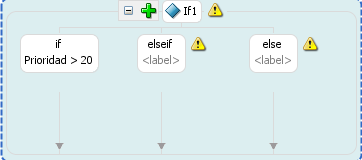 If1
if
Prioridad > 20
elseif
<label>
else
<label>